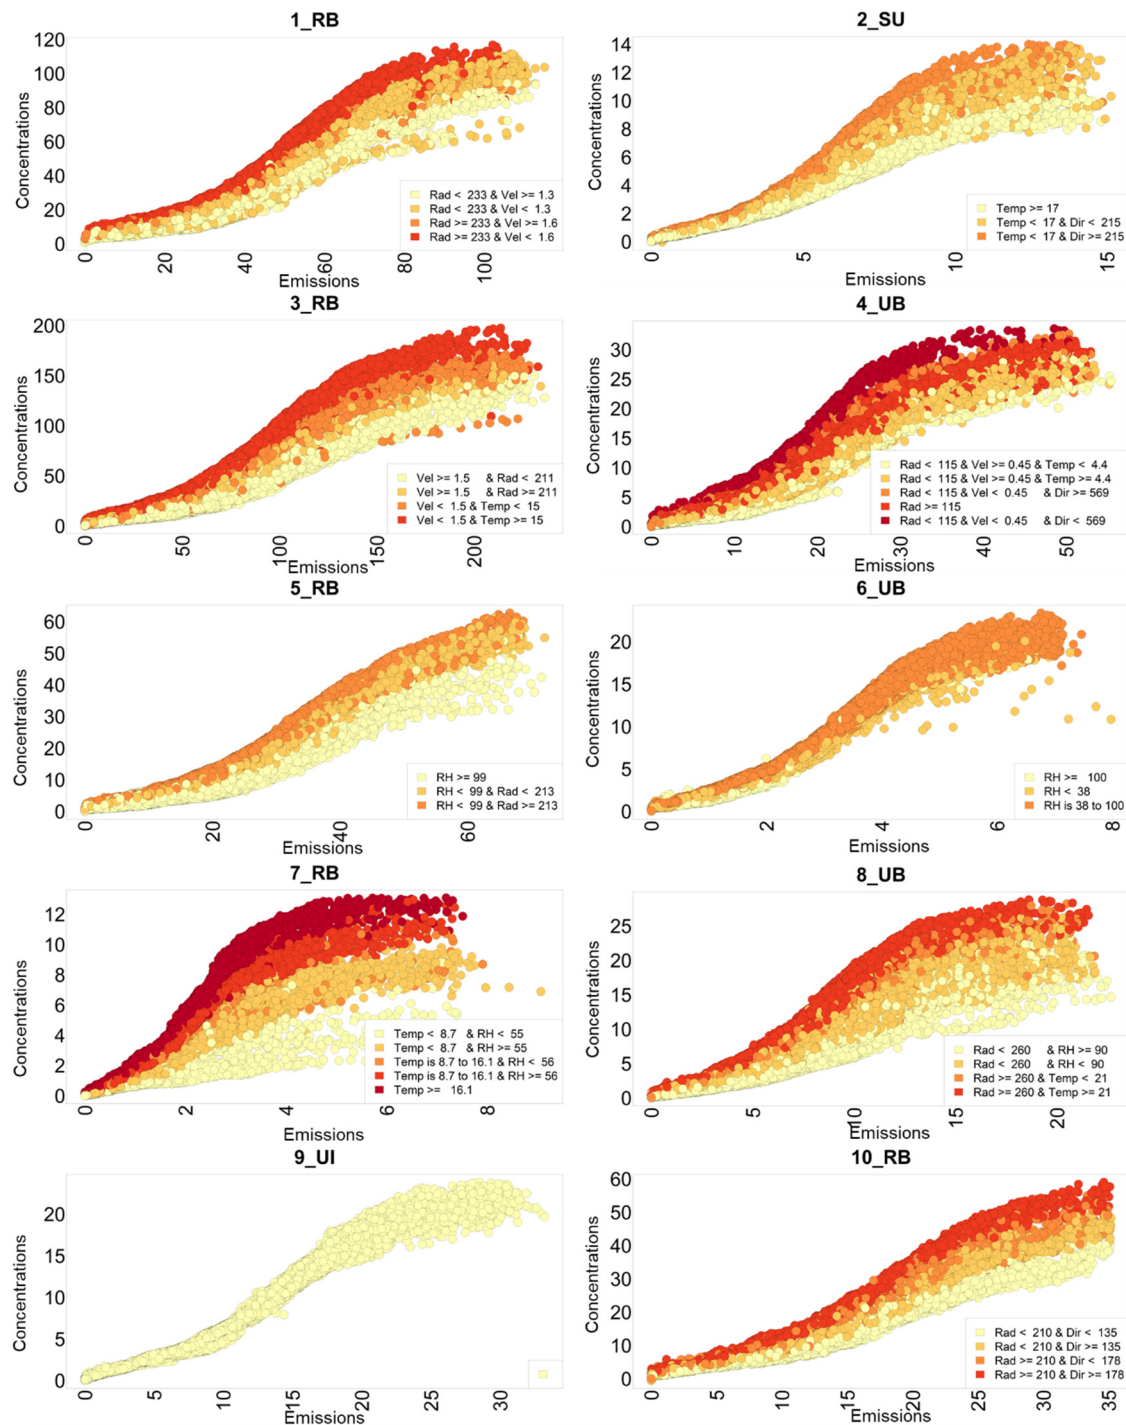 1_RB
Concentrations
120
100
80
60
40
20
0
Rad < 233 & Vel >= 1.3
Rad < 233 & Vel < 1.3
Rad >= 233 & Vel >= 1.6
Rad >= 233 & Vel < 1.6
0 20 40 60 80 100
Emissions
2_SU
Concentrations
14
12
10
8
6
4
2
0
Temp >= 17
Temp < 17 & Dir < 215
Temp < 17 & Dir >= 215
0 5 10 15
Emissions
3_RB
Concentrations
200
150
100
50
0
Vel >= 1.5 & Rad < 211
Vel >= 1.5 & Rad >= 211
Vel < 1.5 & Temp < 15
Vel < 1.5 & Temp >= 15
0 50 100 150 200
Emissions
4_UB
Concentrations
30
25
20
15
10
5
0
Rad < 115 & Vel >= 0.45 & Temp < 4.4
Rad < 115 & Vel >= 0.45 & Temp >= 4.4
Rad < 115 & Vel < 0.45 & Dir >= 569
Rad >= 115
Rad < 115 & Vel < 0.45 & Dir < 569
0 10 20 30 40 50
Emissions
5_RB
Concentrations
60
50
40
30
20
10
0
RH >= 99
RH < 99 & Rad < 213
RH < 99 & Rad >= 213
0 20 40 60
Emissions
6_UB
Concentrations
20
15
10
5
0
RH >= 100
RH < 38
RH is 38 to 100
0 2 4 6 8
Emissions
7_RB
Concentrations
12
10
8
6
4
2
0
Temp < 8.7 & RH < 55
Temp < 8.7 & RH >= 55
Temp is 8.7 to 16.1 & RH < 56
Temp is 8.7 to 16.1 & RH >= 56
Temp >= 16.1
0 2 4 6 8
Emissions
8_UB
Concentrations
25
20
15
10
5
0
Rad < 260 & RH >= 90
Rad < 260 & RH < 90
Rad >= 260 & Temp < 21
Rad >= 260 & Temp >= 21
0 5 10 15 20
Emissions
9_UI
Concentrations
20
15
10
5
0
0 5 10 15 20 25 30
Emissions
10_RB
Concentrations
60
50
40
30
20
10
0
Rad < 210 & Dir < 135
Rad < 210 & Dir >= 135
Rad >= 210 & Dir < 178
Rad >= 210 & Dir >= 178
0 5 10 15 20 25 30 35
Emissions